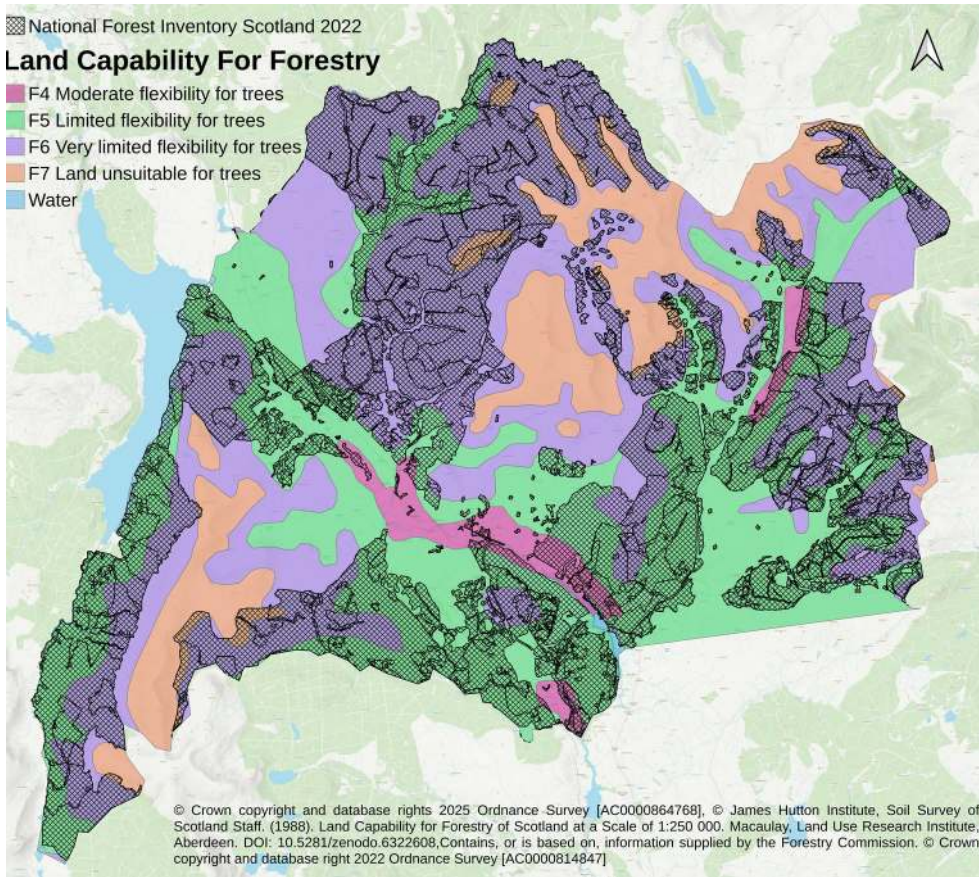 National Forest Inventory Scotland 2022
Land Capability For Forestry
F4 Moderate flexibility for trees
F5 Limited flexibility for trees
F6 Very limited flexibility for trees
F7 Land unsuitable for trees
Water
© Crown copyright and database rights 2025 Ordnance Survey [AC0000864768], © James Hutton Institute, Soil Survey of
Scotland Staff. (1988). Land Capability for Forestry of Scotland at a Scale of 1:250 000. Macaulay, Land Use Research Institute,
Aberdeen. DOI: 10.5281/zenodo.6322608,Contains, or is based on, information supplied by the Forestry Commission. © Crown
copyright and database right 2022 Ordnance Survey [AC0000814847]